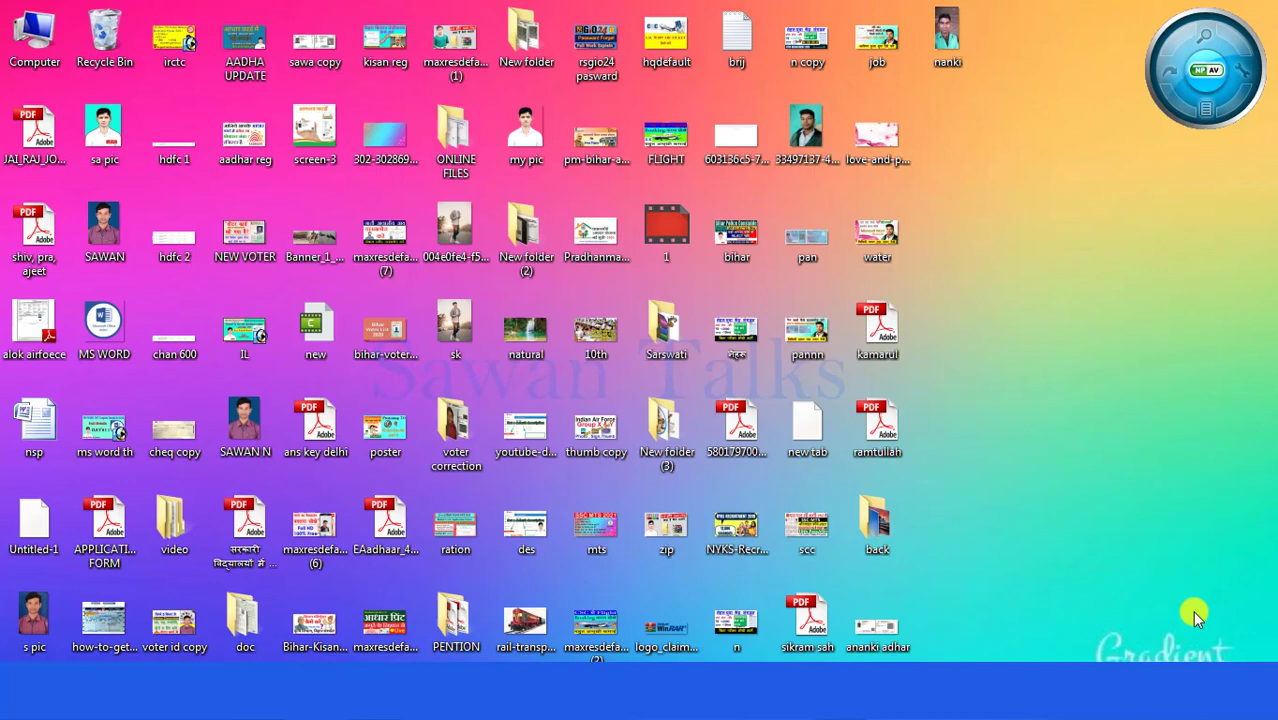 Computer
Recycle Bin
irctc
AADHA
UPDATE
sawa copy
kisan reg
maxresdefa...
(1)
New folder
rsgio24
pasward
hqdefault
brij
n copy
job
nanki
NP AV
JAI_RAJ_JO...
sa pic
hdfc 1
aadhar reg
screen-3
302-302869...
ONLINE
FILES
my pic
pm-bihar-a...
FLIGHT
603136c5-7...
33497137-4...
love-and-p...
shiv, pra,
ajeet
SAWAN
hdfc 2
NEW VOTER
Banner_1_...
maxresdefa...
(7)
004e0fe4-f5...
New folder
(2)
Pradhanma...
1
bihar
pan
water
alok airfoece
MS WORD
chan 600
IL
new
bihar-voter...
sk
natural
10th
Sarswati
नेहरू
pannn
kamarul
Sawan Talks
nsp
ms word th
cheq copy
SAWAN N
ans key delhi
poster
voter
correction
youtube-d...
thumb copy
New folder
(3)
580179700...
new tab
ramtullah
Untitled-1
APPLICATI...
FORM
video
सरकारी
विद्यालयों में ...
maxresdefa...
(6)
EAadhaar_4...
ration
des
mts
zip
NYKS-Recr...
scc
back
s pic
how-to-get...
voter id copy
doc
Bihar-Kisan...
maxresdefa...
PENTION
rail-transp...
maxresdefa...
(2)
logo_claim...
n
sikram sah
ananki adhar
Gradient